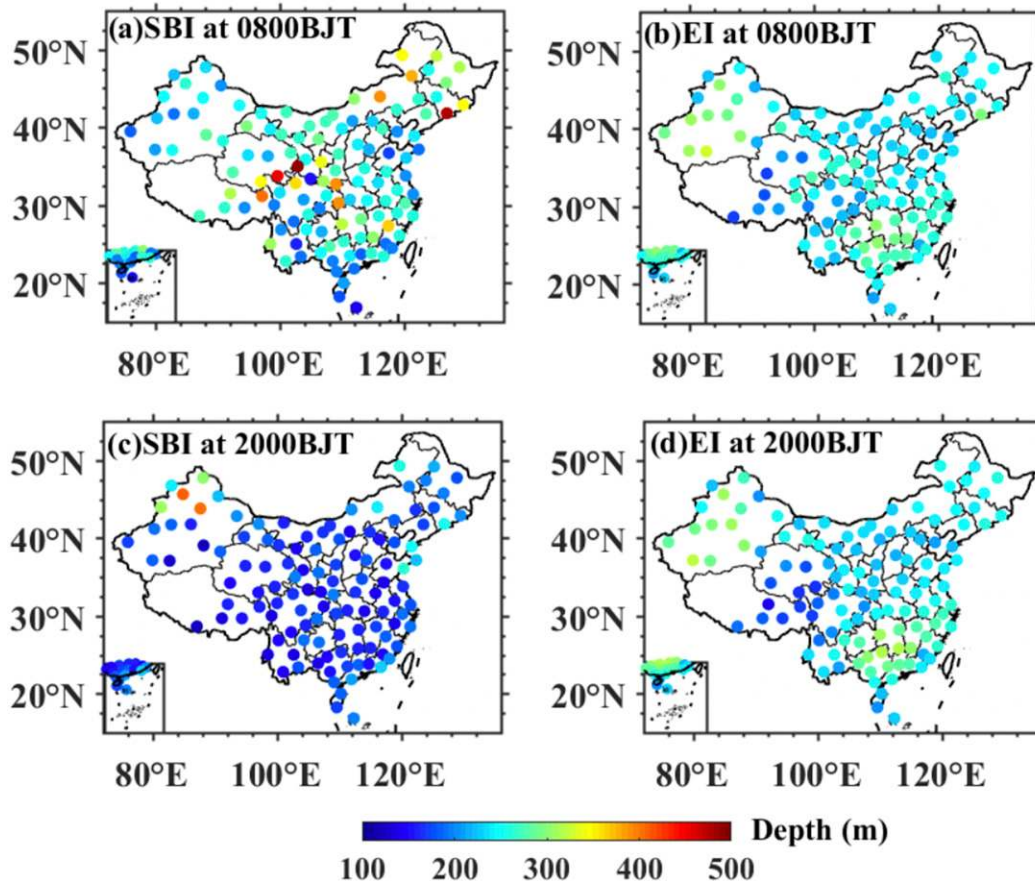 (a)SBI at 0800BJT
50°N
40°N
30°N
20°N
80°E 100°E 120°E
(b)EI at 0800BJT
50°N
40°N
30°N
20°N
80°E 100°E 120°E
(c)SBI at 2000BJT
50°N
40°N
30°N
20°N
80°E 100°E 120°E
(d)EI at 2000BJT
50°N
40°N
30°N
20°N
80°E 100°E 120°E
Depth (m)
100 200 300 400 500